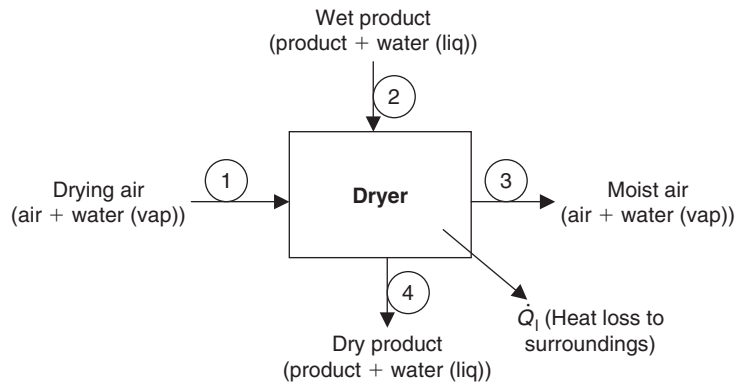 Wet product
(product + water (liq))
2
1
3
Drying air
(air + water (vap))
Dryer
Moist air
(air + water (vap))
4
Q̇ₗ (Heat loss to
surroundings)
Dry product
(product + water (liq))